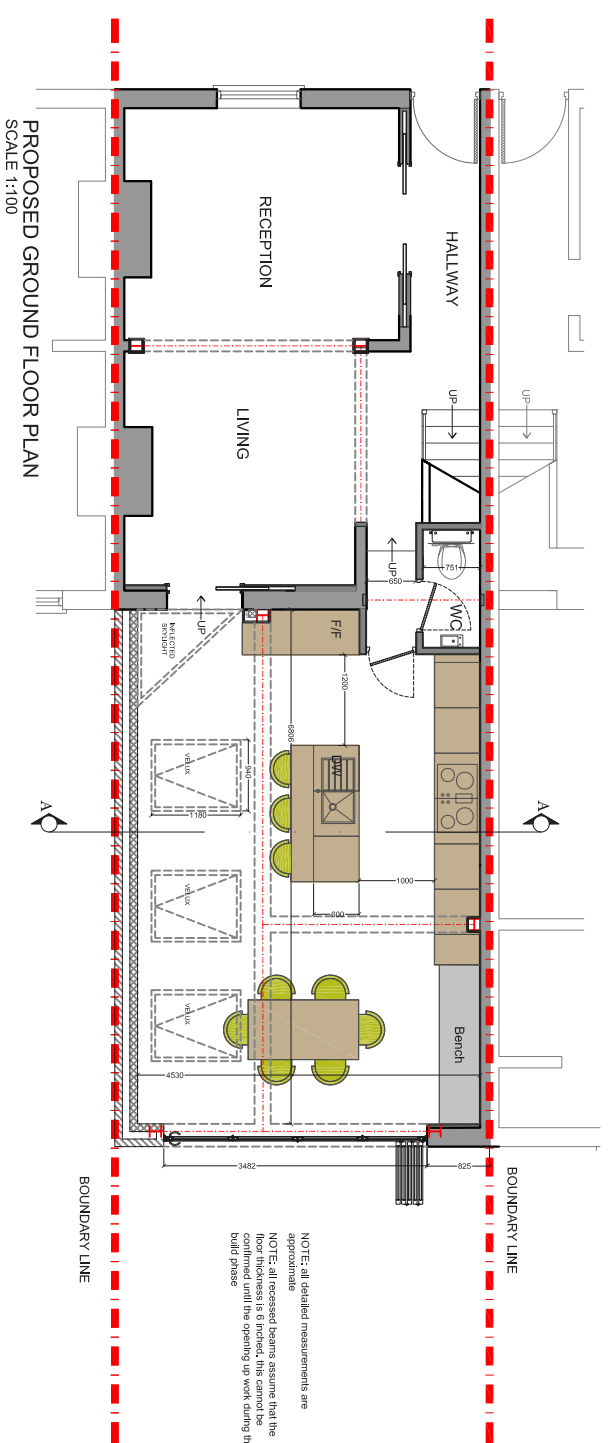 PROPOSED GROUND FLOOR PLAN
SCALE 1:100
RECEPTION
HALLWAY
LIVING
UP
UP
UP
650
751
WC
UP
F/F
INFLECTED
SKYLIGHT
1200
6806
DW
VELUX
940
1180
A
A
1000
600
VELUX
VELUX
Bench
4530
3482
825
BOUNDARY LINE
BOUNDARY LINE
NOTE: all detailed measurements are
approximate
NOTE: all recessed beams assume that the
floor thickness is 6 inched. this cannot be
confirmed until the opening up work during th
build phase